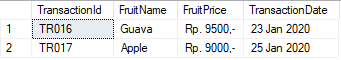 TransactionId FruitName FruitPrice TransactionDate
1 TR016 Guava Rp. 9500,- 23 Jan 2020
2 TR017 Apple Rp. 9000,- 25 Jan 2020